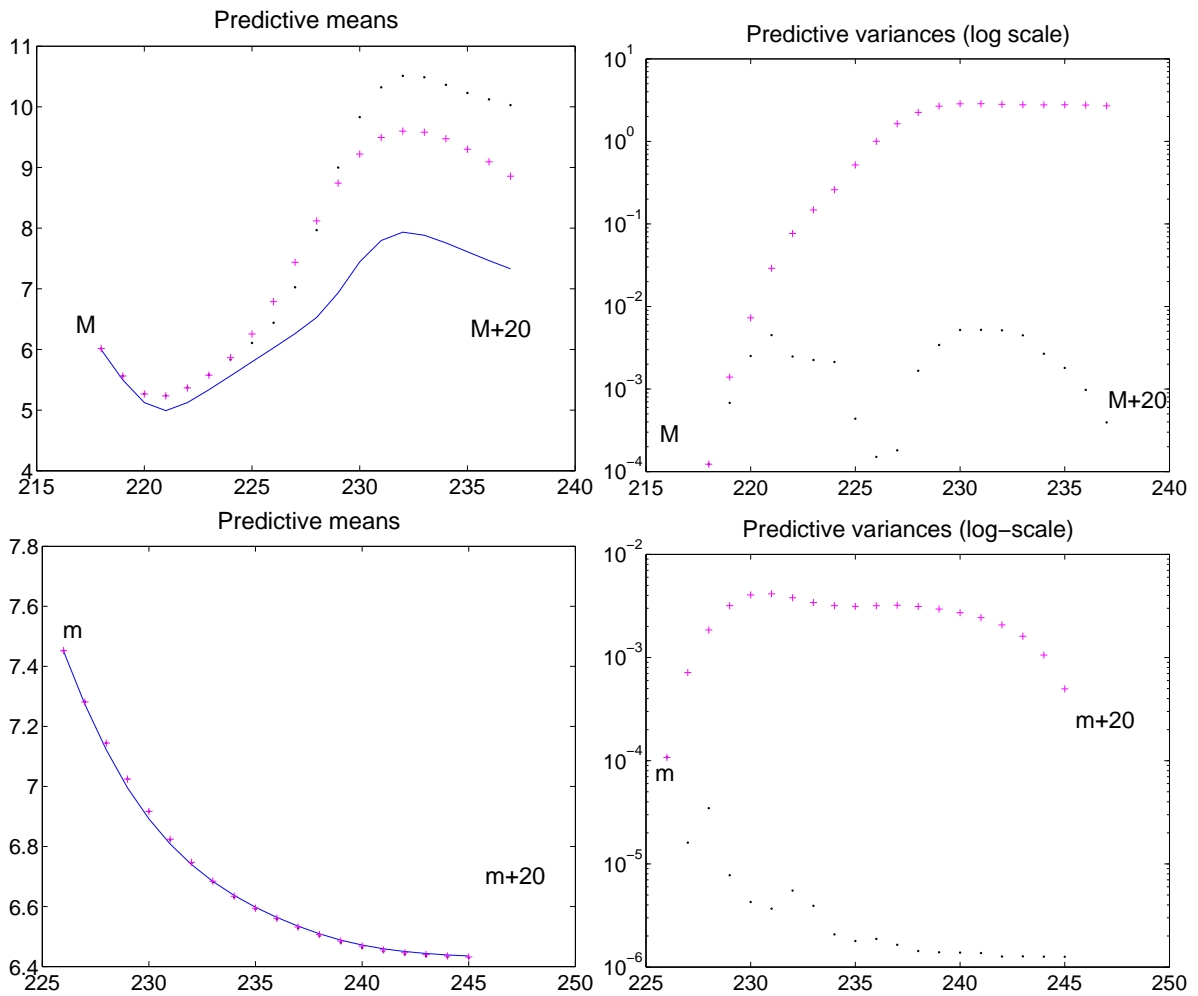 Predictive means
11
10
9
8
7
6
5
4
215 220 225 230 235 240
M
M+20
Predictive variances (log scale)
10^1
10^0
10^−1
10^−2
10^−3
10^−4
215 220 225 230 235 240
M
M+20
Predictive means
7.8
7.6
7.4
7.2
7
6.8
6.6
6.4
225 230 235 240 245 250
m
m+20
Predictive variances (log−scale)
10^−2
10^−3
10^−4
10^−5
10^−6
225 230 235 240 245 250
m
m+20